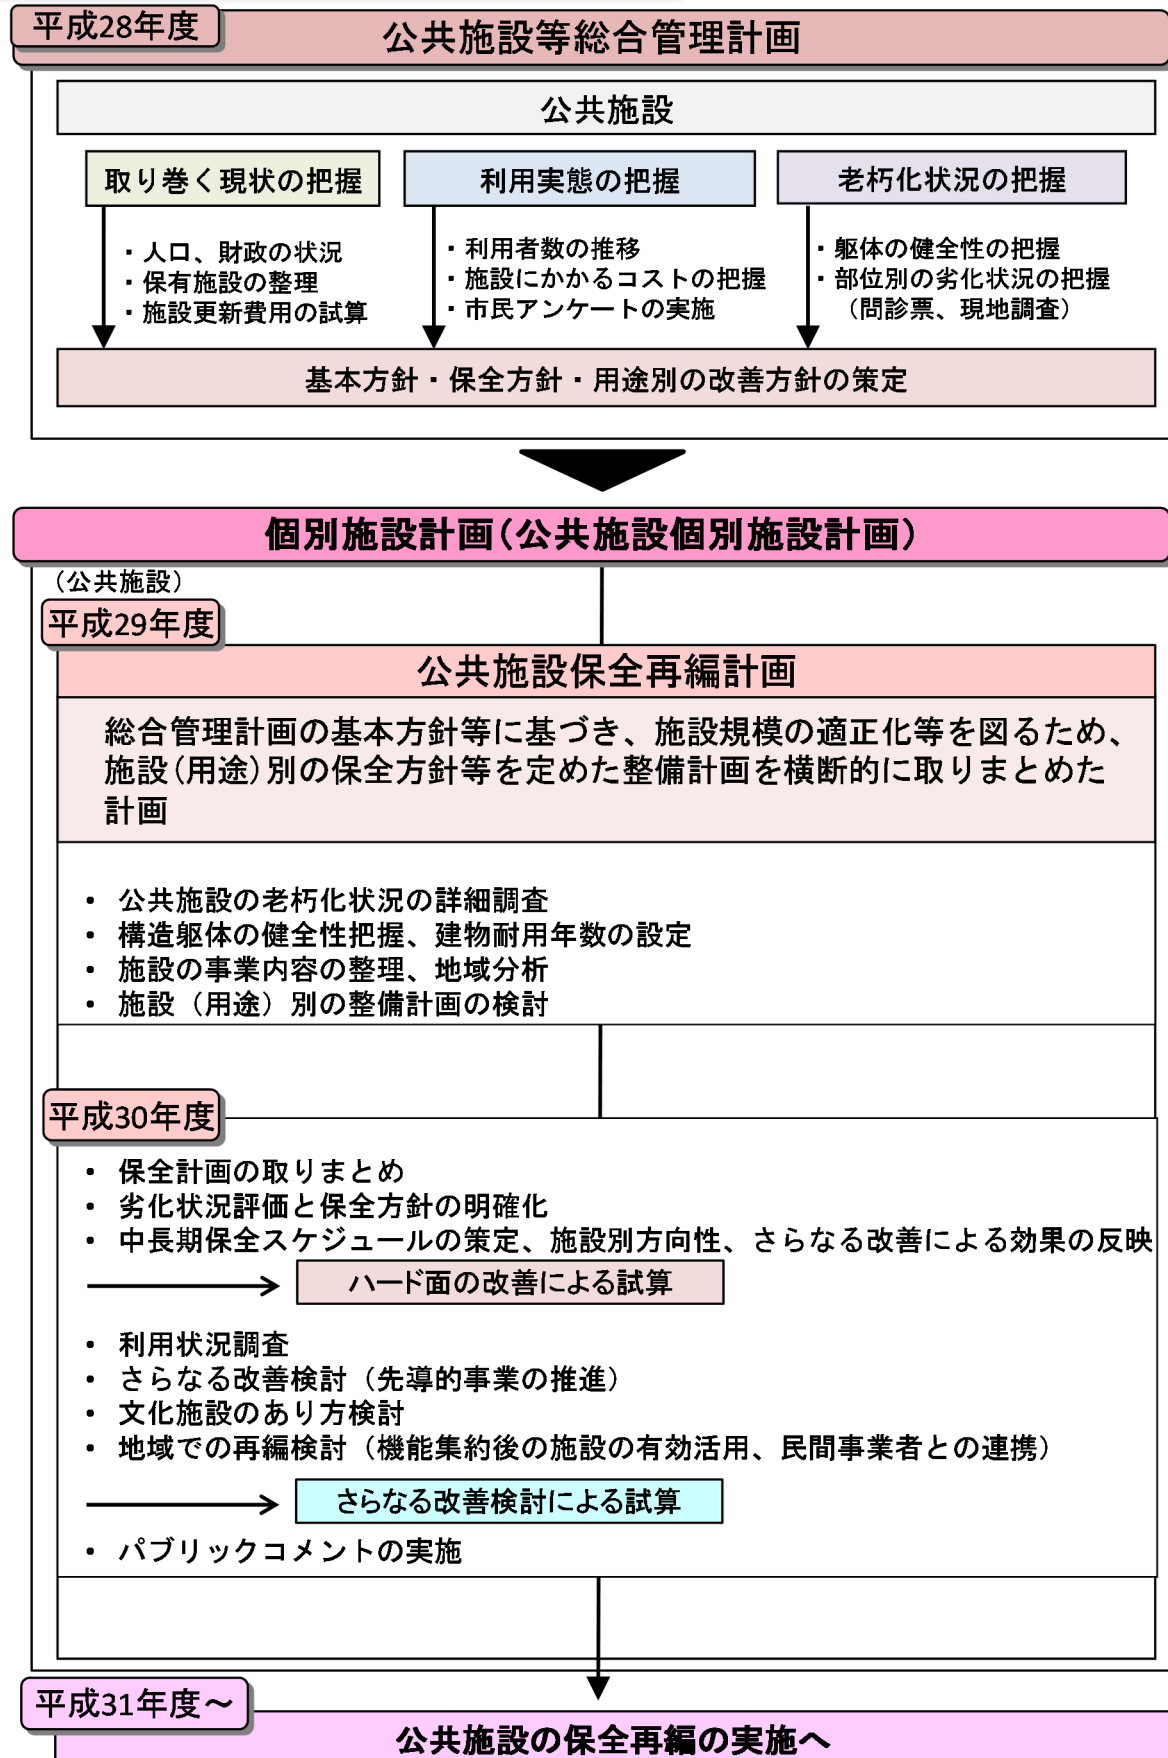 平成28年度
公共施設等総合管理計画
公共施設
取り巻く現状の把握
・人口、財政の状況
・保有施設の整理
・施設更新費用の試算
利用実態の把握
・利用者数の推移
・施設にかかるコストの把握
・市民アンケートの実施
老朽化状況の把握
・躯体の健全性の把握
・部位別の劣化状況の把握
（問診票、現地調査）
基本方針・保全方針・用途別の改善方針の策定
個別施設計画(公共施設個別施設計画)
（公共施設）
平成29年度
公共施設保全再編計画
総合管理計画の基本方針等に基づき、施設規模の適正化等を図るため、
施設(用途)別の保全方針等を定めた整備計画を横断的に取りまとめた
計画
・ 公共施設の老朽化状況の詳細調査
・ 構造躯体の健全性把握、建物耐用年数の設定
・ 施設の事業内容の整理、地域分析
・ 施設（用途）別の整備計画の検討
平成30年度
・ 保全計画の取りまとめ
・ 劣化状況評価と保全方針の明確化
・ 中長期保全スケジュールの策定、施設別方向性、さらなる改善による効果の反映
ハード面の改善による試算
・ 利用状況調査
・ さらなる改善検討（先導的事業の推進）
・ 文化施設のあり方検討
・ 地域での再編検討（機能集約後の施設の有効活用、民間事業者との連携）
さらなる改善検討による試算
・ パブリックコメントの実施
平成31年度～
公共施設の保全再編の実施へ